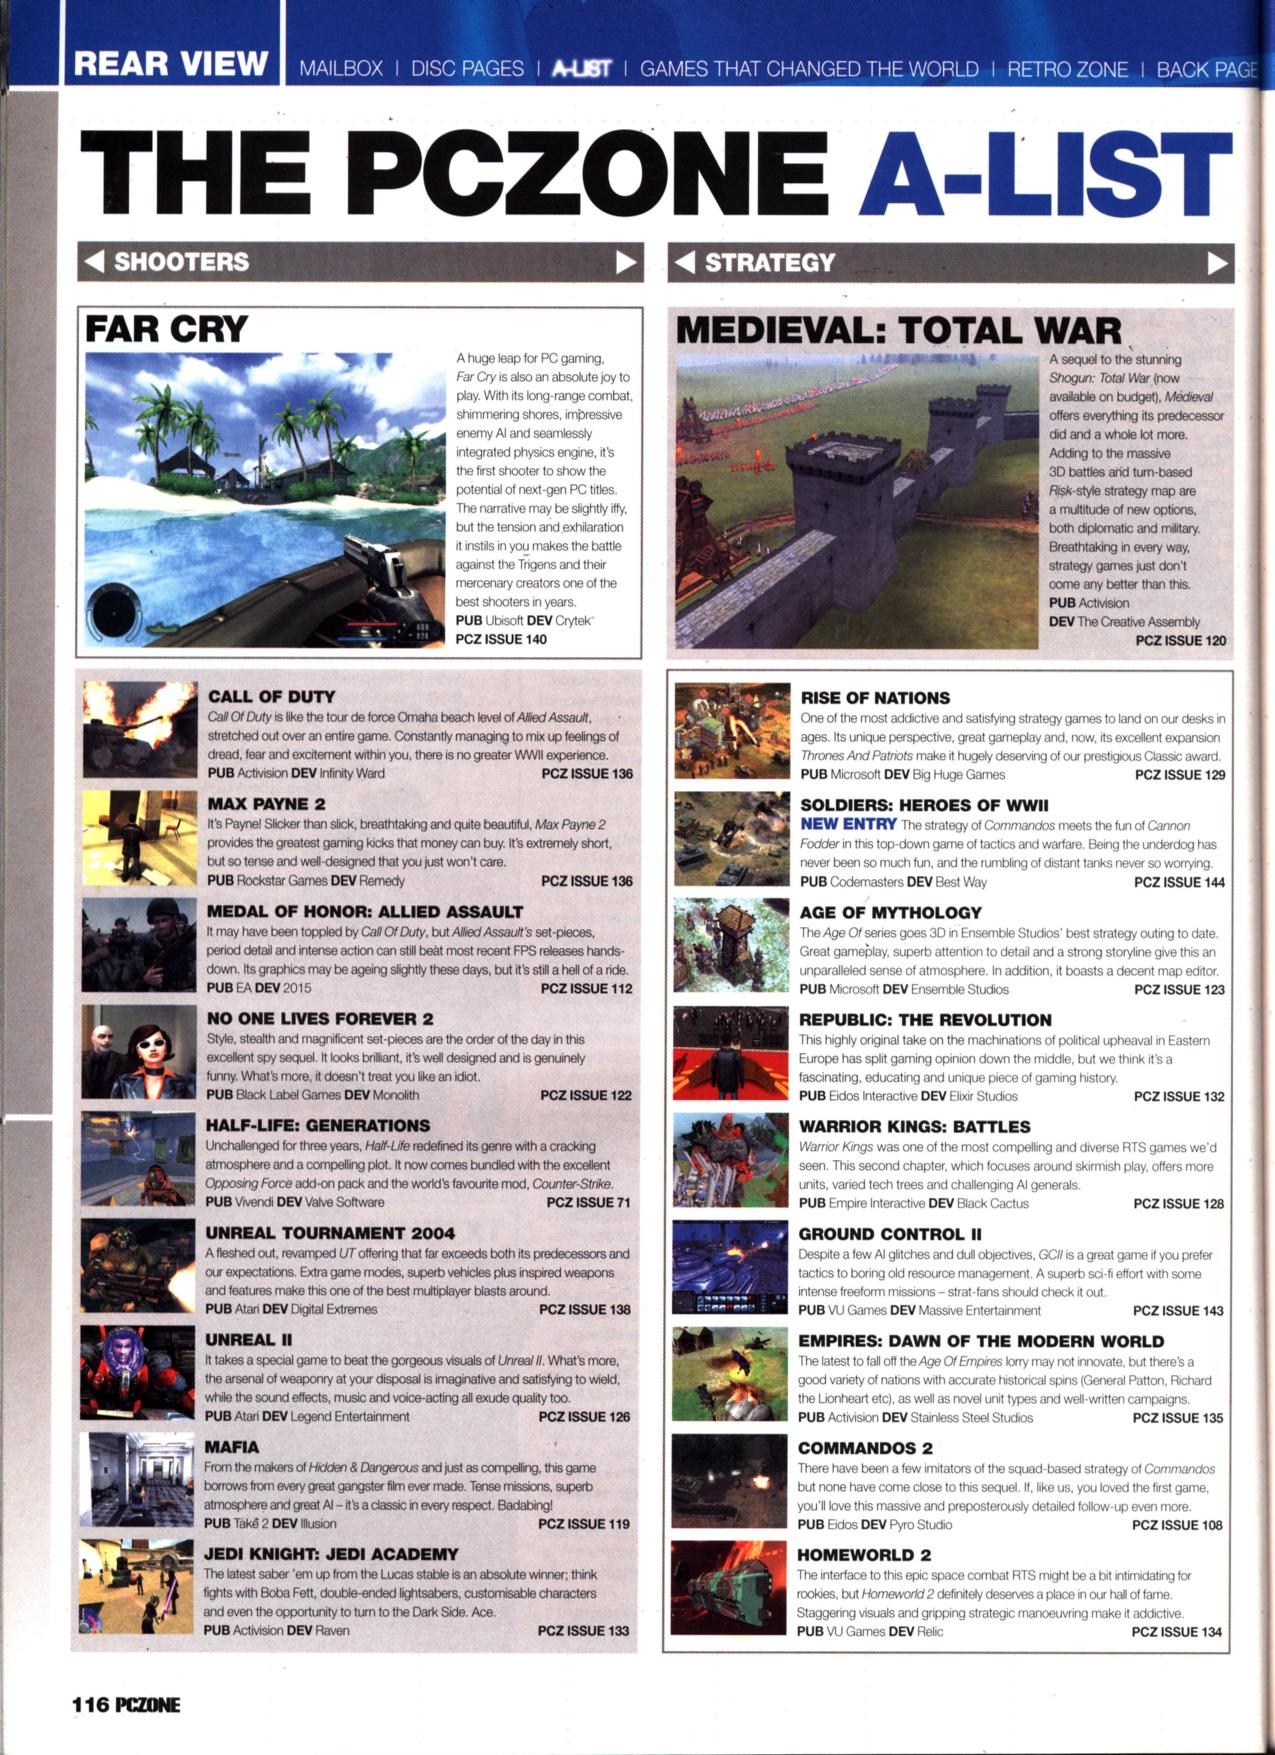 REAR VIEW
MAILBOX | DISC PAGES | A-LIST | GAMES THAT CHANGED THE WORLD | RETRO ZONE | BACK PAGE
THE PCZONE A-LIST
SHOOTERS
FAR CRY
A huge leap for PC gaming,
Far Cry is also an absolute joy to
play. With its long-range combat,
shimmering shores, impressive
enemy AI and seamlessly
integrated physics engine, it's
the first shooter to show the
potential of next-gen PC titles.
The narrative may be slightly iffy,
but the tension and exhilaration
it instils in you makes the battle
against the Trigens and their
mercenary creators one of the
best shooters in years.
PUB Ubisoft DEV Crytek
PCZ ISSUE 140
CALL OF DUTY
Call Of Duty is like the tour de force Omaha beach level of Allied Assault,
stretched out over an entire game. Constantly managing to mix up feelings of
dread, fear and excitement within you, there is no greater WWII experience.
PUB Activision DEV Infinity Ward PCZ ISSUE 136
MAX PAYNE 2
It's Payne! Slicker than slick, breathtaking and quite beautiful, Max Payne 2
provides the greatest gaming kicks that money can buy. It's extremely short,
but so tense and well-designed that you just won't care.
PUB Rockstar Games DEV Remedy PCZ ISSUE 136
MEDAL OF HONOR: ALLIED ASSAULT
It may have been toppled by Call Of Duty, but Allied Assault's set-pieces,
period detail and intense action can still beat most recent FPS releases hands-
down. Its graphics may be ageing slightly these days, but it's still a hell of a ride.
PUB EA DEV 2015 PCZ ISSUE 112
NO ONE LIVES FOREVER 2
Style, stealth and magnificent set-pieces are the order of the day in this
excellent spy sequel. It looks brilliant, it's well designed and is genuinely
funny. What's more, it doesn't treat you like an idiot.
PUB Black Label Games DEV Monolith PCZ ISSUE 122
HALF-LIFE: GENERATIONS
Unchallenged for three years, Half-Life redefined its genre with a cracking
atmosphere and a compelling plot. It now comes bundled with the excellent
Opposing Force add-on pack and the world's favourite mod, Counter-Strike.
PUB Vivendi DEV Valve Software PCZ ISSUE 71
UNREAL TOURNAMENT 2004
A fleshed out, revamped UT offering that far exceeds both its predecessors and
our expectations. Extra game modes, superb vehicles plus inspired weapons
and features make this one of the best multiplayer blasts around.
PUB Atari DEV Digital Extremes PCZ ISSUE 138
UNREAL II
It takes a special game to beat the gorgeous visuals of Unreal II. What's more,
the arsenal of weaponry at your disposal is imaginative and satisfying to wield,
while the sound effects, music and voice-acting all exude quality too.
PUB Atari DEV Legend Entertainment PCZ ISSUE 126
MAFIA
From the makers of Hidden & Dangerous and just as compelling, this game
borrows from every great gangster film ever made. Tense missions, superb
atmosphere and great AI – it's a classic in every respect. Badabing!
PUB Take 2 DEV Illusion PCZ ISSUE 119
JEDI KNIGHT: JEDI ACADEMY
The latest saber 'em up from the Lucas stable is an absolute winner; think
fights with Boba Fett, double-ended lightsabers, customisable characters
and even the opportunity to turn to the Dark Side. Ace.
PUB Activision DEV Raven PCZ ISSUE 133
STRATEGY
MEDIEVAL: TOTAL WAR
A sequel to the stunning
Shogun: Total War (now
available on budget), Medieval
offers everything its predecessor
did and a whole lot more.
Adding to the massive
3D battles and turn-based
Risk-style strategy map are
a multitude of new options,
both diplomatic and military.
Breathtaking in every way,
strategy games just don't
come any better than this.
PUB Activision
DEV The Creative Assembly
PCZ ISSUE 120
RISE OF NATIONS
One of the most addictive and satisfying strategy games to land on our desks in
ages. Its unique perspective, great gameplay and, now, its excellent expansion
Thrones And Patriots make it hugely deserving of our prestigious Classic award.
PUB Microsoft DEV Big Huge Games PCZ ISSUE 129
SOLDIERS: HEROES OF WWII
NEW ENTRY The strategy of Commandos meets the fun of Cannon
Fodder in this top-down game of tactics and warfare. Being the underdog has
never been so much fun, and the rumbling of distant tanks never so worrying.
PUB Codemasters DEV Best Way PCZ ISSUE 144
AGE OF MYTHOLOGY
The Age Of series goes 3D in Ensemble Studios' best strategy outing to date.
Great gameplay, superb attention to detail and a strong storyline give this an
unparalleled sense of atmosphere. In addition, it boasts a decent map editor.
PUB Microsoft DEV Ensemble Studios PCZ ISSUE 123
REPUBLIC: THE REVOLUTION
This highly original take on the machinations of political upheaval in Eastern
Europe has split gaming opinion down the middle, but we think it's a
fascinating, educating and unique piece of gaming history.
PUB Eidos Interactive DEV Elixir Studios PCZ ISSUE 132
WARRIOR KINGS: BATTLES
Warrior Kings was one of the most compelling and diverse RTS games we'd
seen. This second chapter, which focuses around skirmish play, offers more
units, varied tech trees and challenging AI generals.
PUB Empire Interactive DEV Black Cactus PCZ ISSUE 128
GROUND CONTROL II
Despite a few AI glitches and dull objectives, GCII is a great game if you prefer
tactics to boring old resource management. A superb sci-fi effort with some
intense freeform missions – strat-fans should check it out.
PUB VU Games DEV Massive Entertainment PCZ ISSUE 143
EMPIRES: DAWN OF THE MODERN WORLD
The latest to fall off the Age Of Empires lorry may not innovate, but there's a
good variety of nations with accurate historical spins (General Patton, Richard
the Lionheart etc), as well as novel unit types and well-written campaigns.
PUB Activision DEV Stainless Steel Studios PCZ ISSUE 135
COMMANDOS 2
There have been a few imitators of the squad-based strategy of Commandos
but none have come close to this sequel. If, like us, you loved the first game,
you'll love this massive and preposterously detailed follow-up even more.
PUB Eidos DEV Pyro Studio PCZ ISSUE 108
HOMEWORLD 2
The interface to this epic space combat RTS might be a bit intimidating for
rookies, but Homeworld 2 definitely deserves a place in our hall of fame.
Staggering visuals and gripping strategic manoeuvring make it addictive.
PUB VU Games DEV Relic PCZ ISSUE 134
116 PCZONE